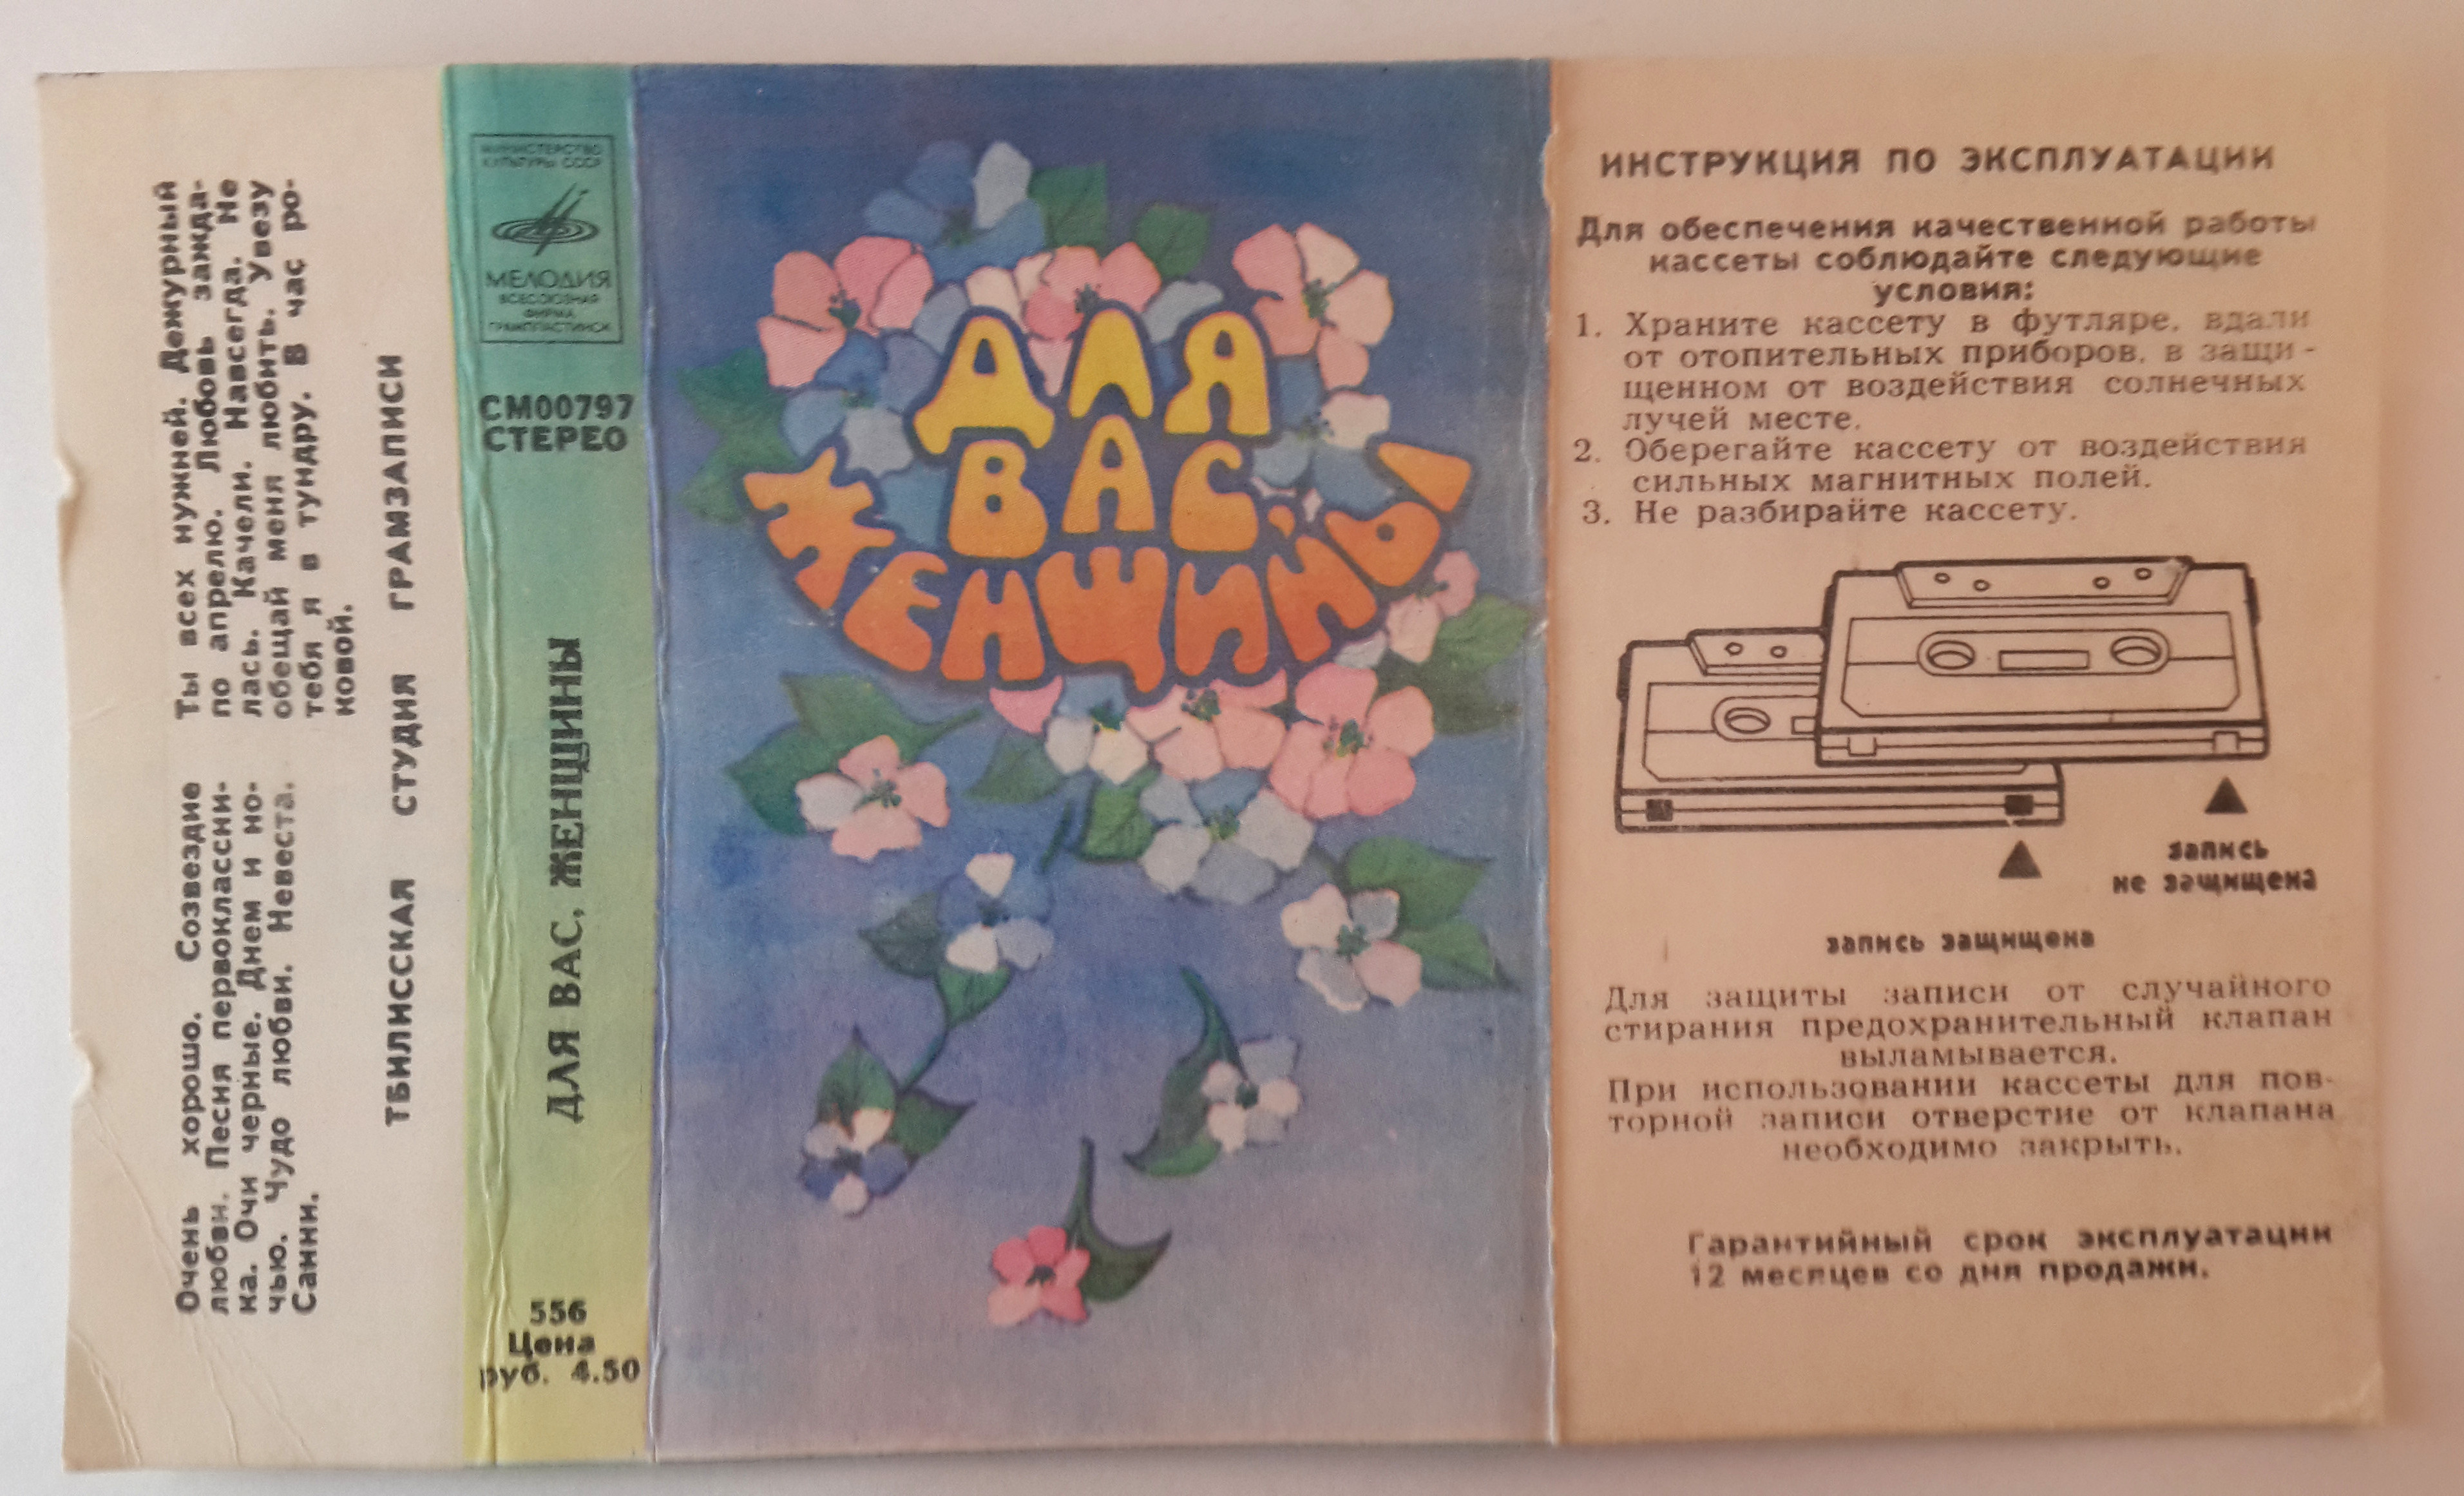 Очень хорошо. Созвездие
любви. Песня первоклассни-
ка. Очи черные. Днем и но-
чью. Чудо любви. Невеста.
Санни.
Ты всех нужней. Дежурный
по апрелю. Любовь зажда-
лась. Качели. Навсегда. Не
обещай меня любить. Увезу
тебя я в тундру. В час ро-
ковой.
ТБИЛИССКАЯ СТУДИЯ ГРАМЗАПИСИ
МИНИСТЕРСТВО
КУЛЬТУРЫ СССР
МЕЛОДИЯ
ВСЕСОЮЗНАЯ
ФИРМА
ГРАМПЛАСТИНОК
СМ00797
СТЕРЕО
ДЛЯ ВАС, ЖЕНЩИНЫ
556
Цена
руб. 4.50
ДЛЯ
ВАС
ЖЕНЩИНЫ
ИНСТРУКЦИЯ ПО ЭКСПЛУАТАЦИИ
Для обеспечения качественной работы
кассеты соблюдайте следующие
условия:
1. Храните кассету в футляре, вдали
от отопительных приборов, в защи-
щенном от воздействия солнечных
лучей месте.
2. Оберегайте кассету от воздействия
сильных магнитных полей.
3. Не разбирайте кассету.
запись
не защищена
запись защищена
Для защиты записи от случайного
стирания предохранительный клапан
выламывается.
При использовании кассеты для пов-
торной записи отверстие от клапана
необходимо закрыть.
Гарантийный срок эксплуатации
12 месяцев со дня продажи.